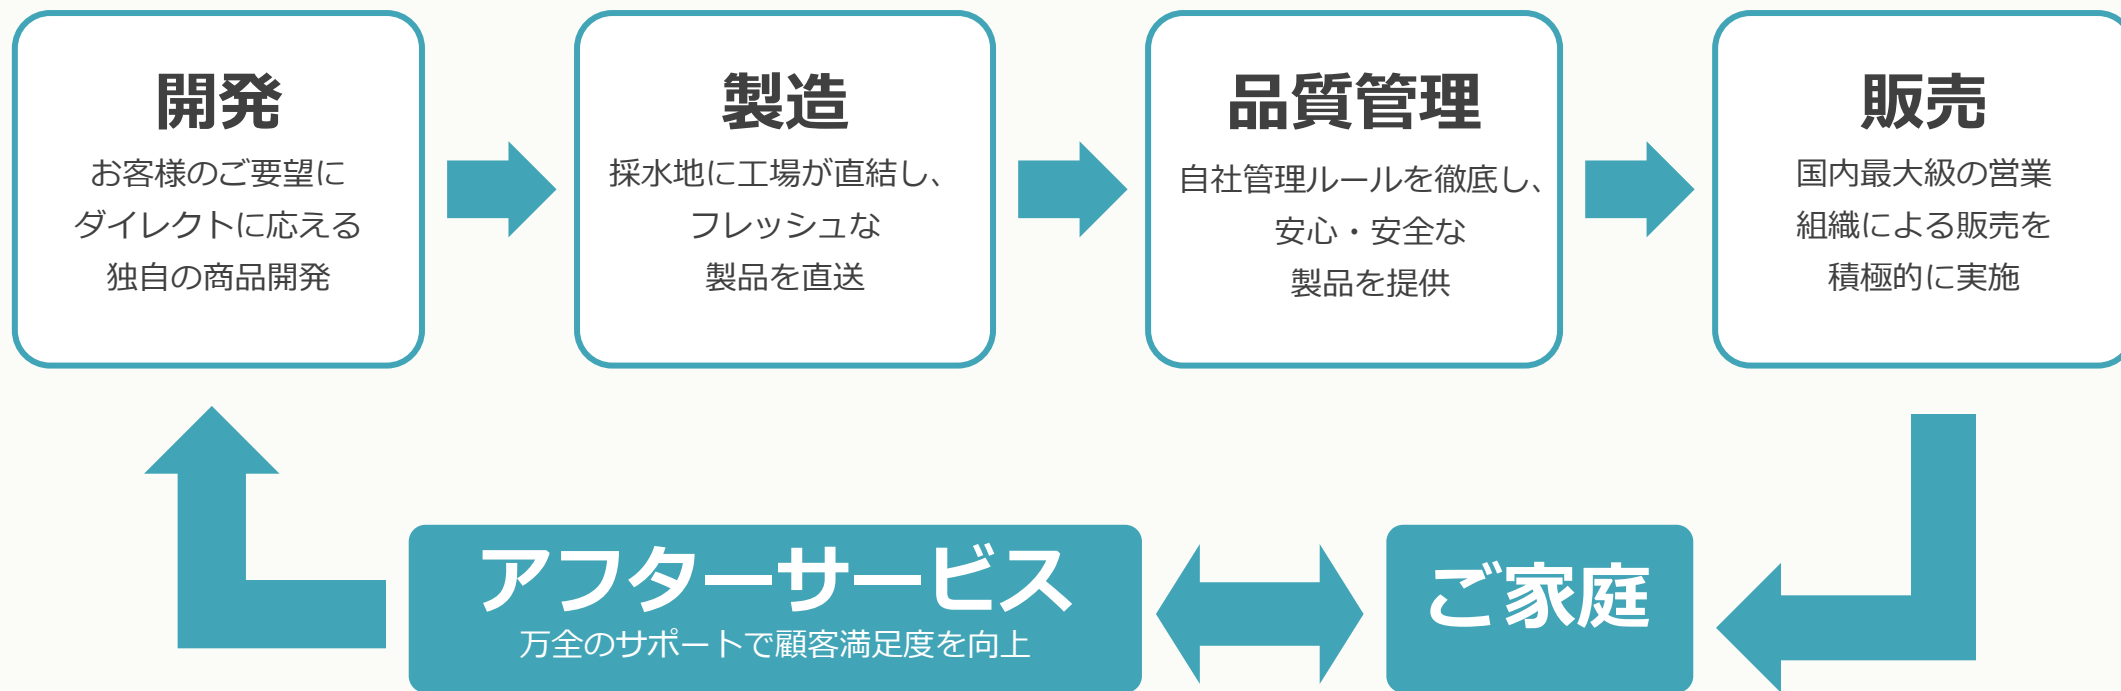 開発
お客様のご要望に
ダイレクトに応える
独自の商品開発
製造
採水地に工場が直結し、
フレッシュな
製品を直送
品質管理
自社管理ルールを徹底し、
安心・安全な
製品を提供
販売
国内最大級の営業
組織による販売を
積極的に実施
アフターサービス
万全のサポートで顧客満足度を向上
ご家庭